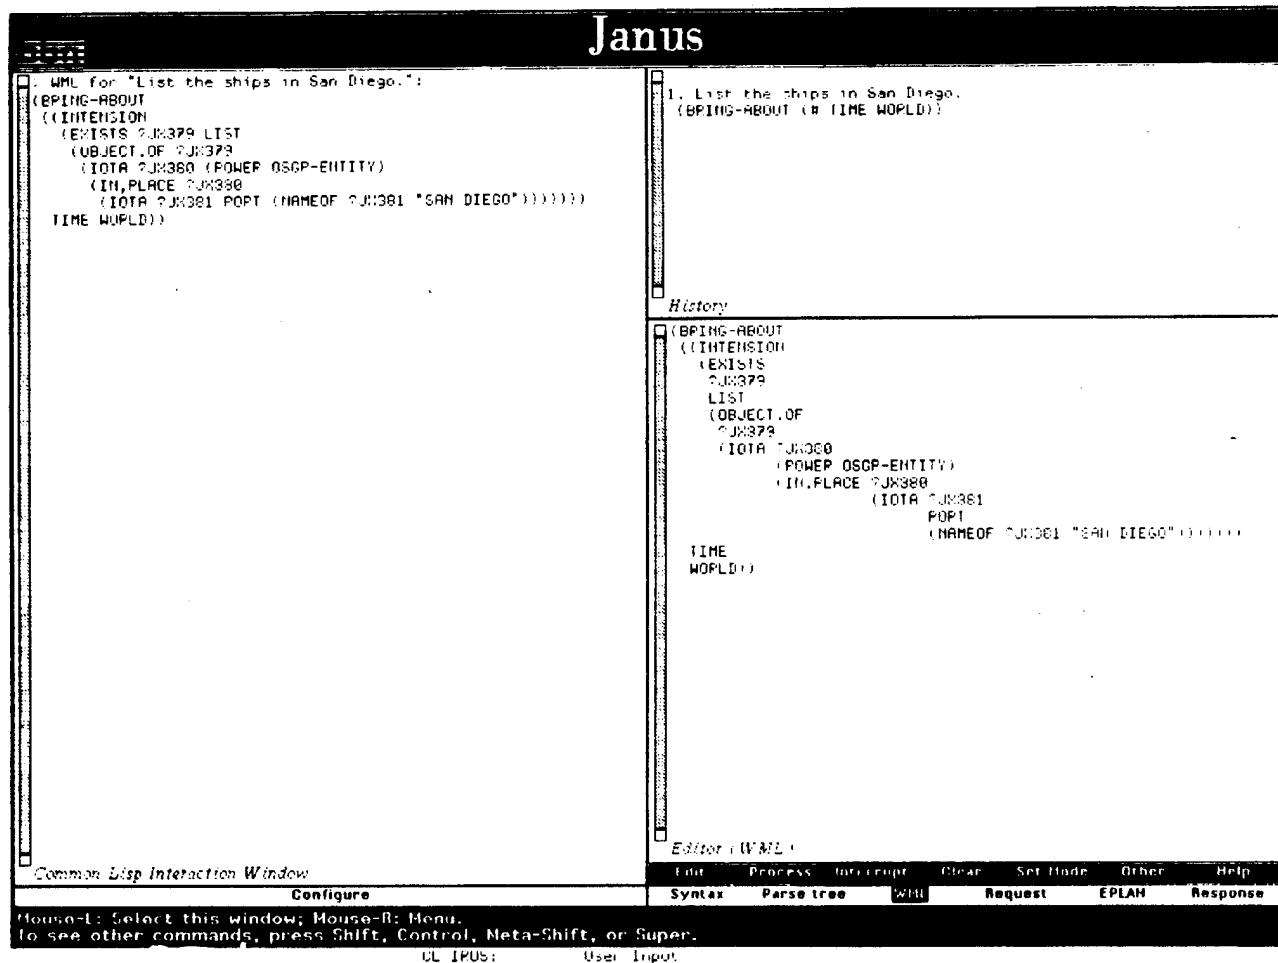 Janus
; WML for "List the ships in San Diego.":
(BRING-ABOUT
((INTENSION
(EXISTS ?JX379 LIST
(OBJECT.OF ?JX379
(IOTA ?JX380 (POWER OSGP-ENTITY)
(IN.PLACE ?JX380
(IOTA ?JX381 PORT (NAMEOF ?JX381 "SAN DIEGO")))))))
TIME WORLD))
Common Lisp Interaction Window
Configure
1. List the ships in San Diego.
(BRING-ABOUT (# TIME WORLD))
History
(BRING-ABOUT
((INTENSION
(EXISTS
?JX379
LIST
(OBJECT.OF
?JX379
(IOTA ?JX380
(POWER OSGP-ENTITY)
(IN.PLACE ?JX380
(IOTA ?JX381
PORT
(NAMEOF ?JX381 "SAN DIEGO")))))))
TIME
WORLD))
Editor (WML)
Edit Process Interrupt Clear Set Mode Other Help
Syntax Parse tree WML Request EPLAN Response
Mouse-L: Select this window; Mouse-R: Menu.
To see other commands, press Shift, Control, Meta-Shift, or Super.
CL IRUS: User Input